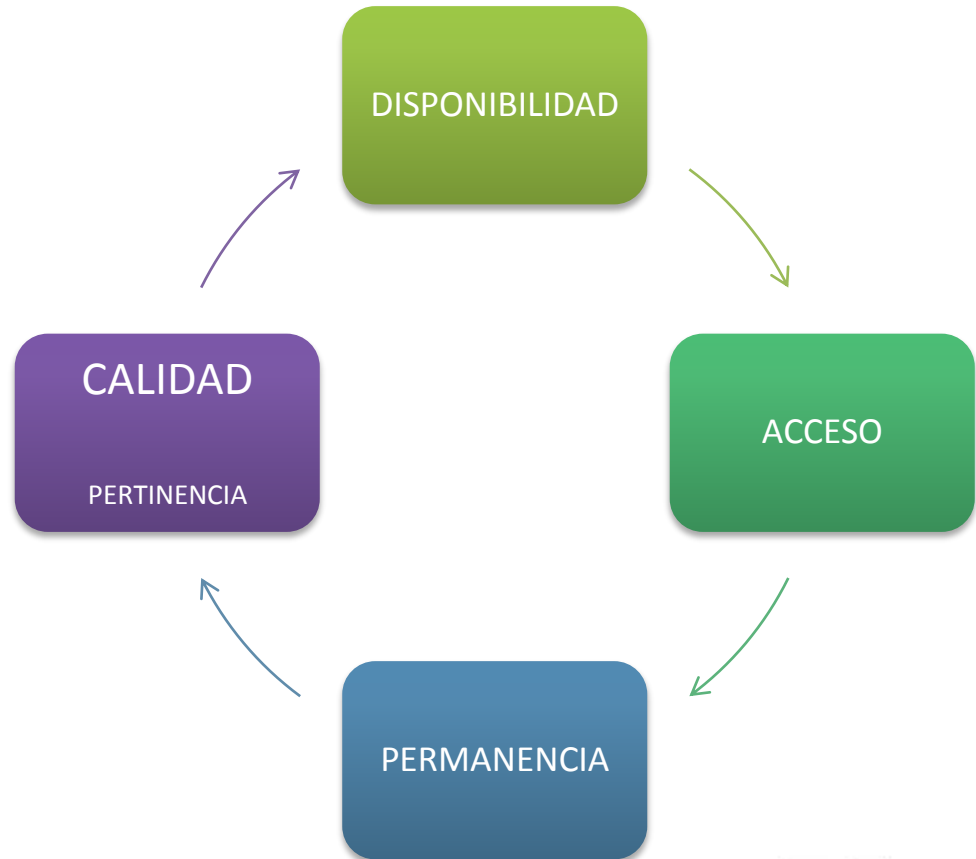 DISPONIBILIDAD
ACCESO
PERMANENCIA
CALIDAD
PERTINENCIA